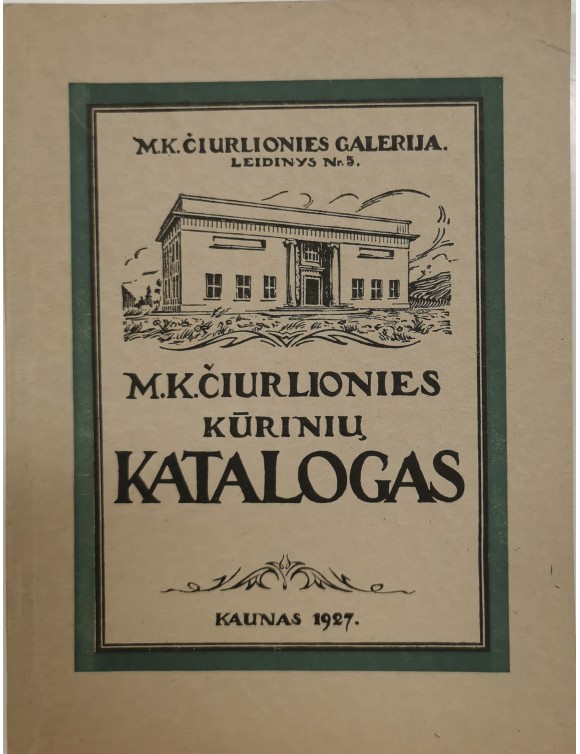 M.K.ČIURLIONIES GALERIJA.
LEIDINYS Nr. 5.
M.K.ČIURLIONIES
KŪRINIŲ
KATALOGAS
KAUNAS 1927.